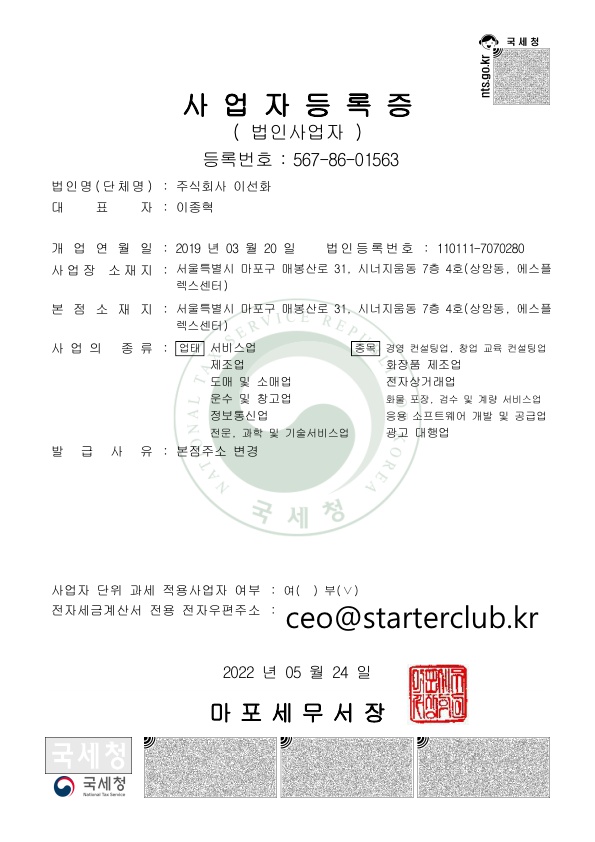 국세청
nts.go.kr
사업자등록증
( 법인사업자 )
등록번호 : 567-86-01563
법인명(단체명) : 주식회사 이선화
대 표 자 : 이종혁
개 업 연 월 일 : 2019 년 03 월 20 일 법인등록번호 : 110111-7070280
사업장 소재지 : 서울특별시 마포구 매봉산로 31, 시너지움동 7층 4호(상암동, 에스플
렉스센터)
본 점 소 재 지 : 서울특별시 마포구 매봉산로 31, 시너지움동 7층 4호(상암동, 에스플
렉스센터)
사 업 의 종 류 : 업태 서비스업 종목 경영 컨설팅업, 창업 교육 컨설팅업
제조업 화장품 제조업
도매 및 소매업 전자상거래업
운수 및 창고업 화물 포장, 검수 및 계량 서비스업
정보통신업 응용 소프트웨어 개발 및 공급업
전문, 과학 및 기술서비스업 광고 대행업
발 급 사 유 : 본점주소 변경
NATIONAL TAX SERVICE REPUBLIC OF KOREA
국세청
사업자 단위 과세 적용사업자 여부 : 여( ) 부(∨)
전자세금계산서 전용 전자우편주소 :
ceo@starterclub.kr
2022 년 05 월 24 일
마포세무서장
국세청
국세청
National Tax Service